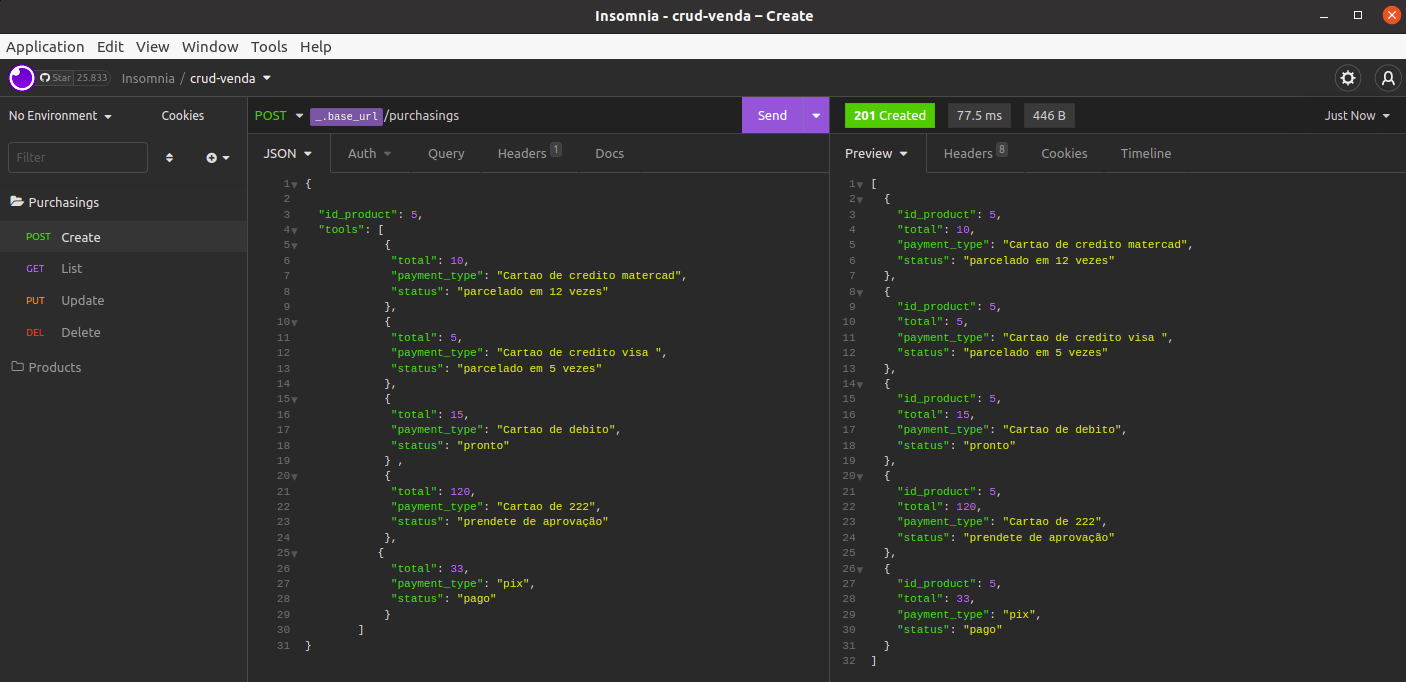 Insomnia - crud-venda – Create
Application Edit View Window Tools Help
Star 25.833 Insomnia / crud-venda
No Environment Cookies
Filter
Purchasings
POST Create
GET List
PUT Update
DEL Delete
Products
POST _.base_url/purchasings Send
JSON Auth Query Headers 1 Docs
1 {
2
3 "id_product": 5,
4 "tools": [
5 {
6 "total": 10,
7 "payment_type": "Cartao de credito matercad",
8 "status": "parcelado em 12 vezes"
9 },
10 {
11 "total": 5,
12 "payment_type": "Cartao de credito visa ",
13 "status": "parcelado em 5 vezes"
14 },
15 {
16 "total": 15,
17 "payment_type": "Cartao de debito",
18 "status": "pronto"
19 } ,
20 {
21 "total": 120,
22 "payment_type": "Cartao de 222",
23 "status": "prendete de aprovação"
24 },
25 {
26 "total": 33,
27 "payment_type": "pix",
28 "status": "pago"
29 }
30 ]
31 }
201 Created 77.5 ms 446 B Just Now
Preview Headers 8 Cookies Timeline
1 [
2 {
3 "id_product": 5,
4 "total": 10,
5 "payment_type": "Cartao de credito matercad",
6 "status": "parcelado em 12 vezes"
7 },
8 {
9 "id_product": 5,
10 "total": 5,
11 "payment_type": "Cartao de credito visa ",
12 "status": "parcelado em 5 vezes"
13 },
14 {
15 "id_product": 5,
16 "total": 15,
17 "payment_type": "Cartao de debito",
18 "status": "pronto"
19 },
20 {
21 "id_product": 5,
22 "total": 120,
23 "payment_type": "Cartao de 222",
24 "status": "prendete de aprovação"
25 },
26 {
27 "id_product": 5,
28 "total": 33,
29 "payment_type": "pix",
30 "status": "pago"
31 }
32 ]